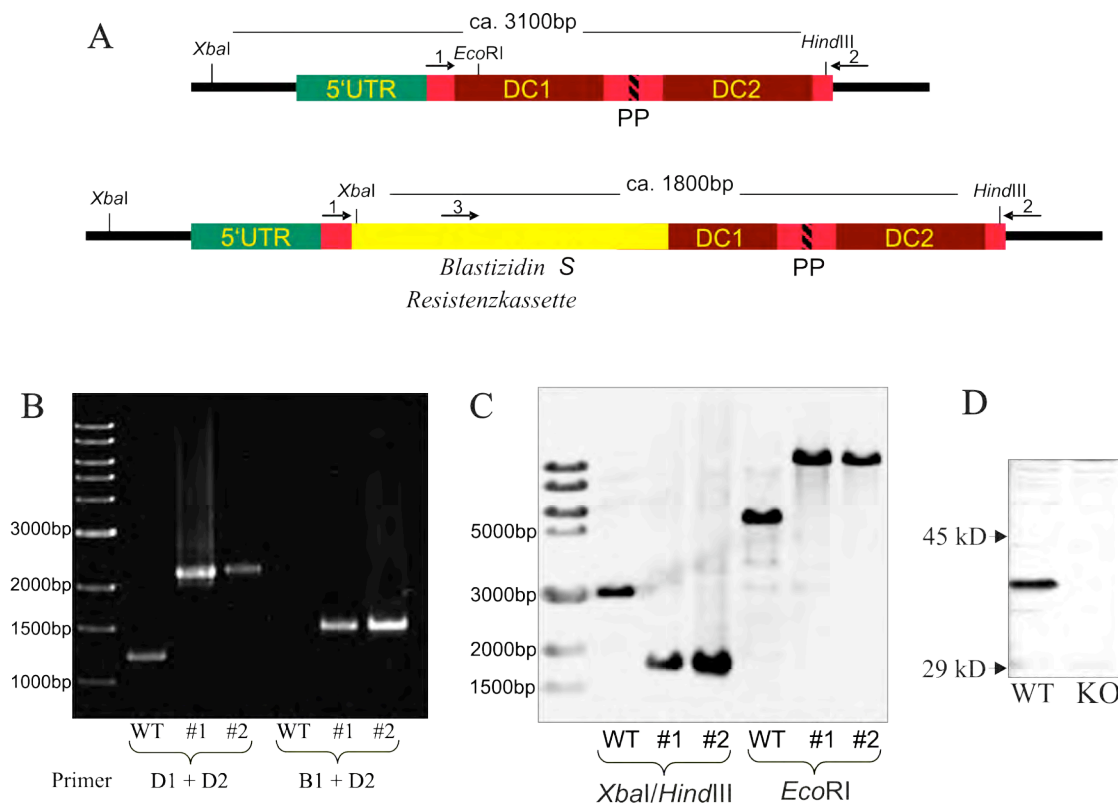 A
ca. 3100bp
XbaI
1
EcoRI
HindIII
2
5'UTR
DC1
DC2
PP
ca. 1800bp
XbaI
XbaI
HindIII
1
3
2
5'UTR
DC1
DC2
Blastizidin S
PP
Resistenzkassette
B
3000bp
2000bp
1500bp
1000bp
WT #1 #2 WT #1 #2
Primer D1 + D2 B1 + D2
C
5000bp
3000bp
2000bp
1500bp
WT #1 #2 WT #1 #2
XbaI/HindIII EcoRI
D
45 kD
29 kD
WT KO